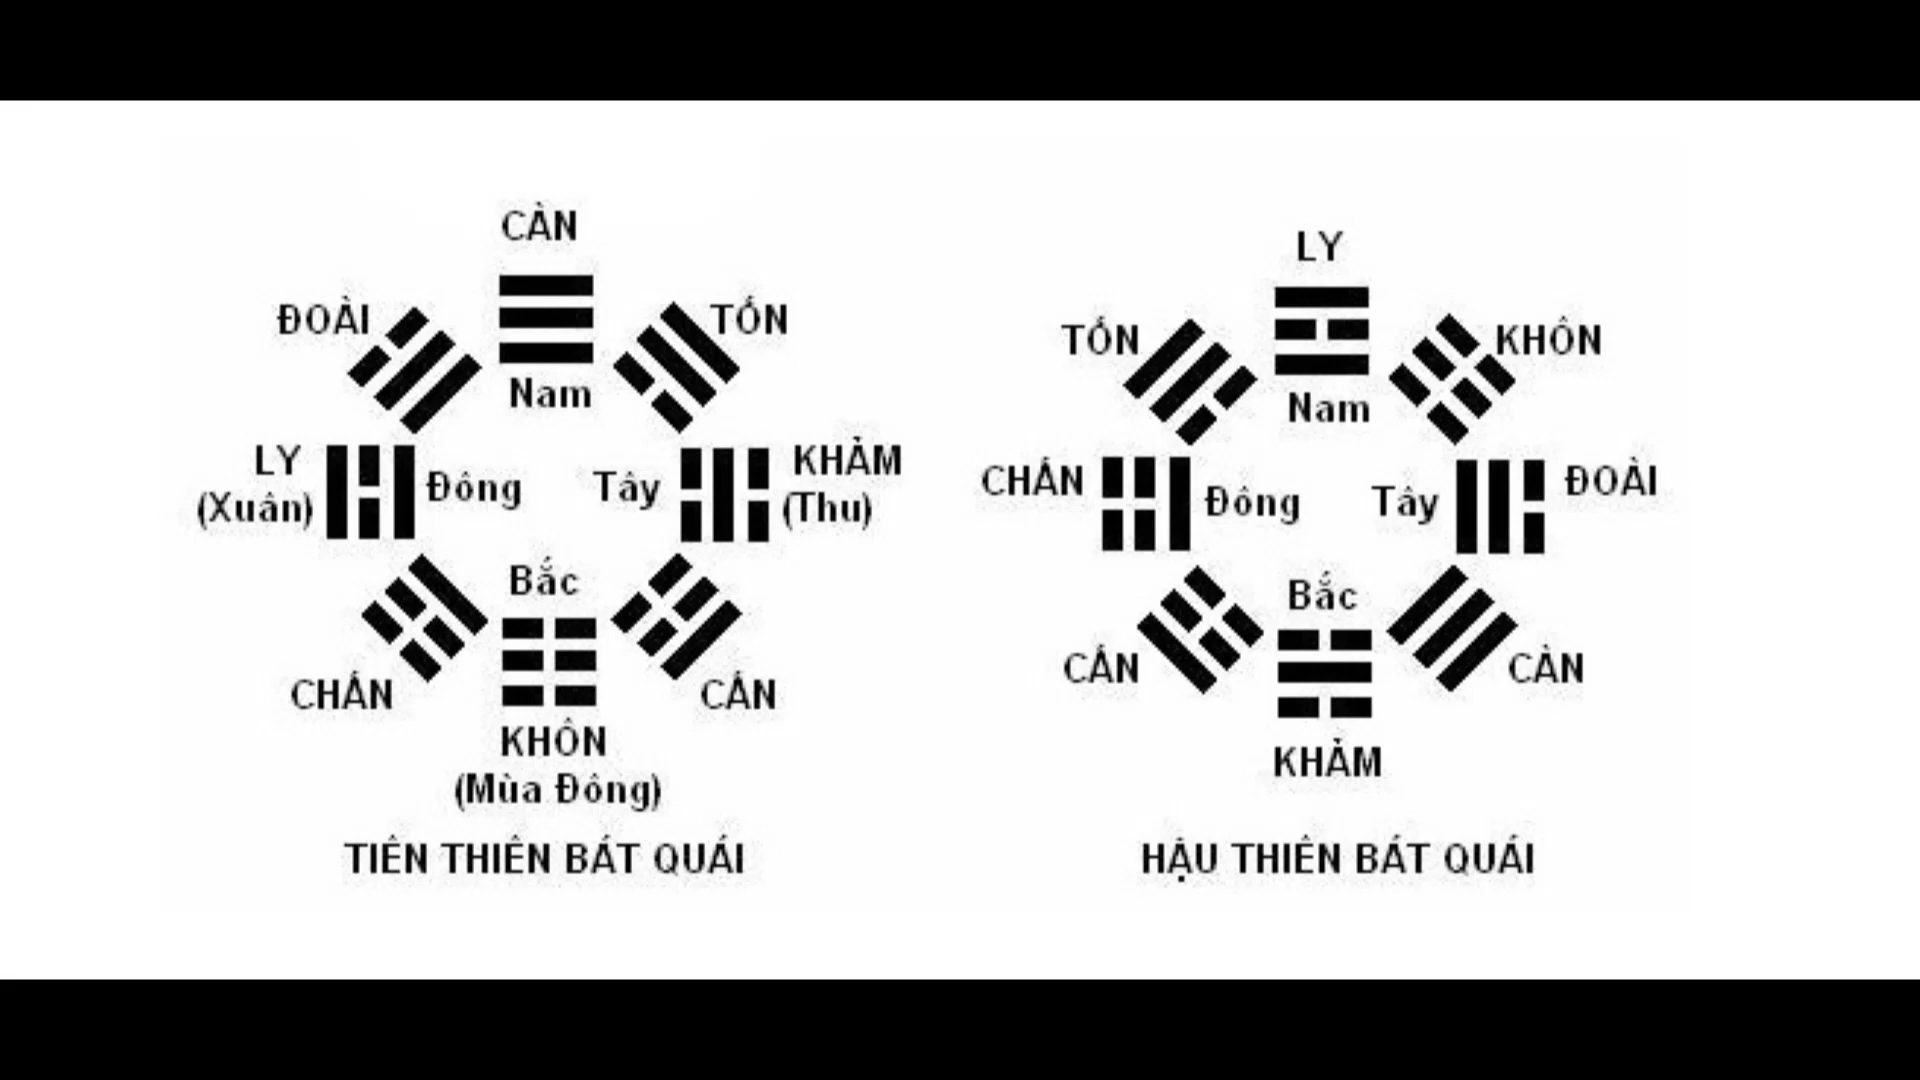 CÀN
ĐOÀI
TỐN
Nam
LY
(Xuân)
Đông
Tây
KHẢM
(Thu)
Bắc
CHẤN
CẤN
KHÔN
(Mùa Đông)
TIÊN THIÊN BÁT QUÁI
LY
TỐN
KHÔN
Nam
CHẤN
Đông
Tây
ĐOÀI
Bắc
CẤN
CÀN
KHẢM
HẬU THIÊN BÁT QUÁI